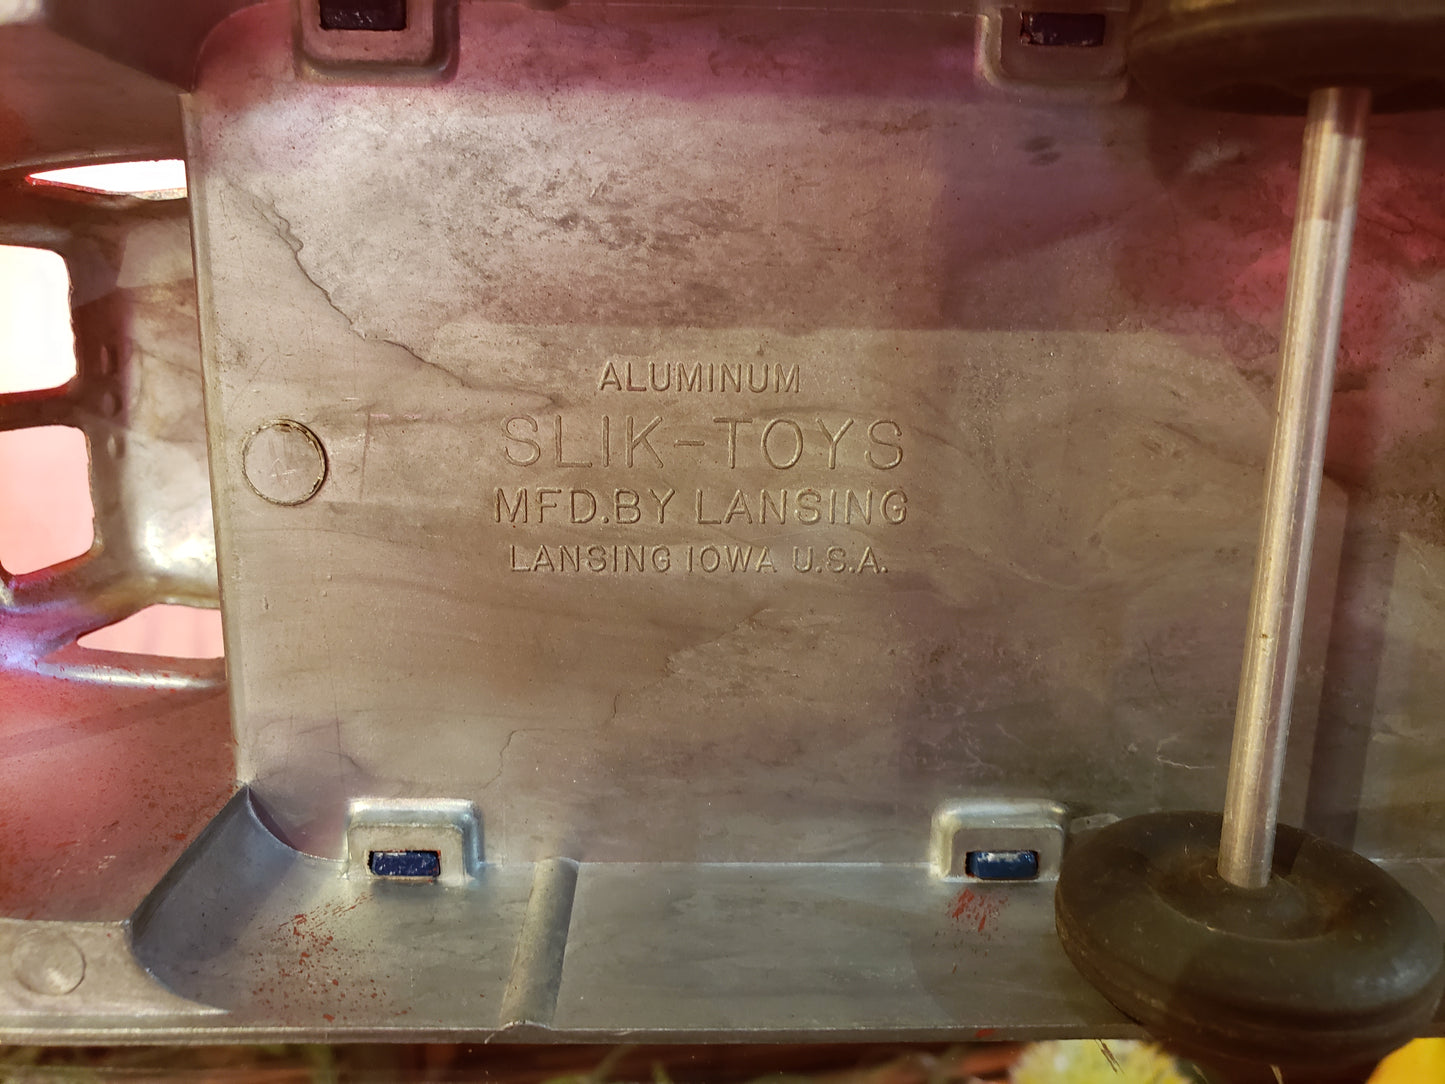 ALUMINUM
SLIK-TOYS
MFD.BY LANSING
LANSING IOWA U.S.A.